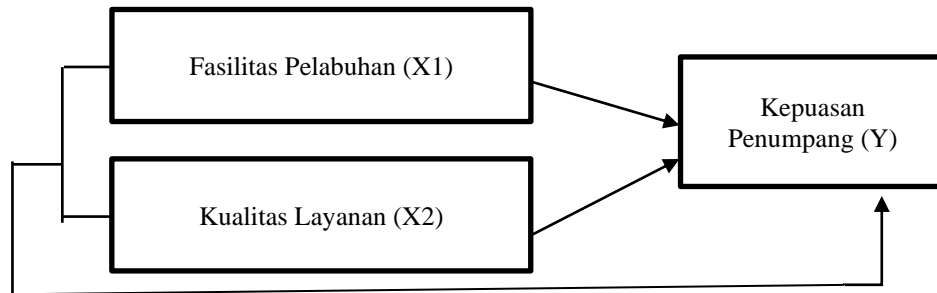 Fasilitas Pelabuhan (X1)
Kepuasan
Penumpang (Y)
Kualitas Layanan (X2)